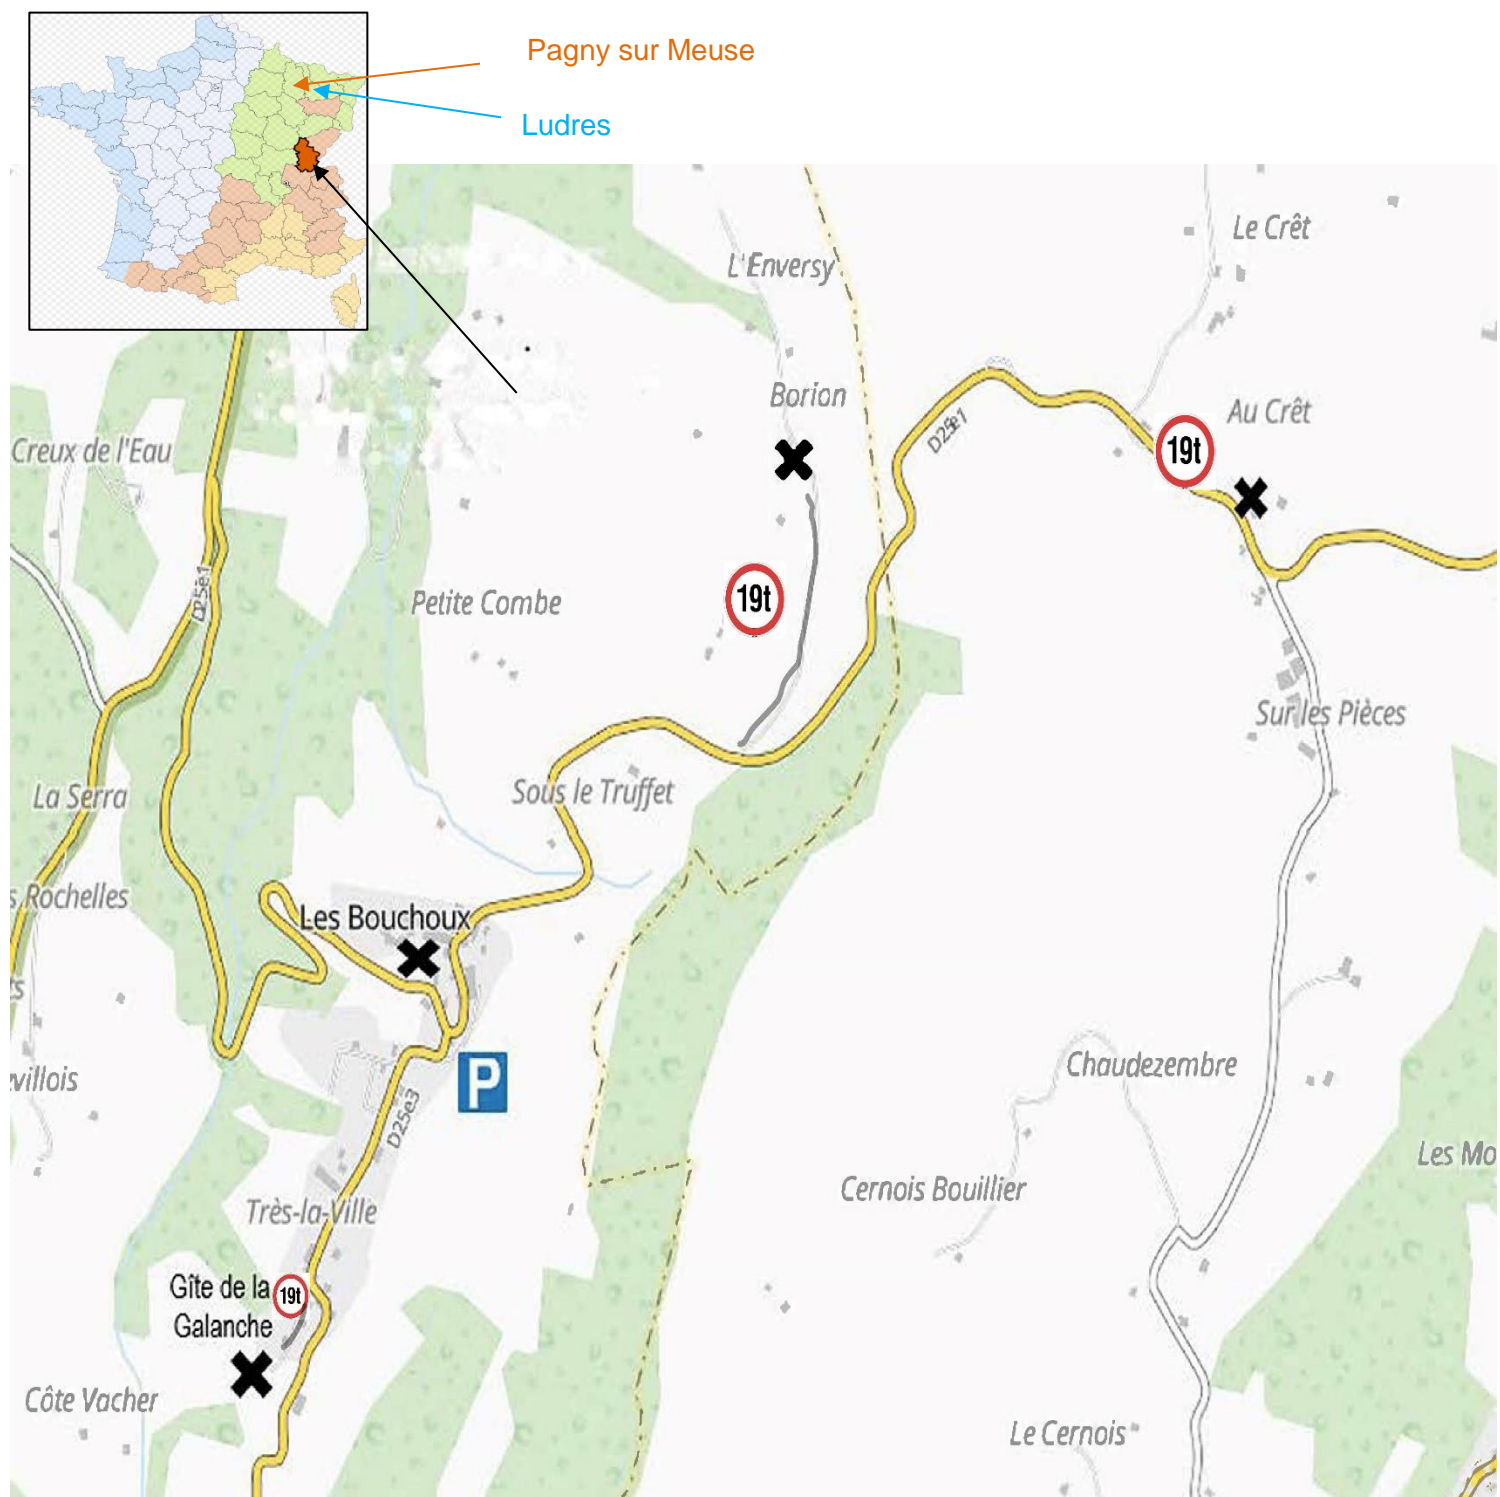 Pagny sur Meuse
Ludres
Le Crêt
L'Enversy
Borion
Au Crêt
D25e1
Creux de l'Eau
19t
19t
D25e1
Petite Combe
Sur les Pièces
La Serra
Sous le Truffet
Rochelles
Les Bouchoux
villois
P
Chaudezembre
D25e3
Les Mo
Cernois Bouillier
Très-la-Ville
Gîte de la
19t
Galanche
Côte Vacher
Le Cernois